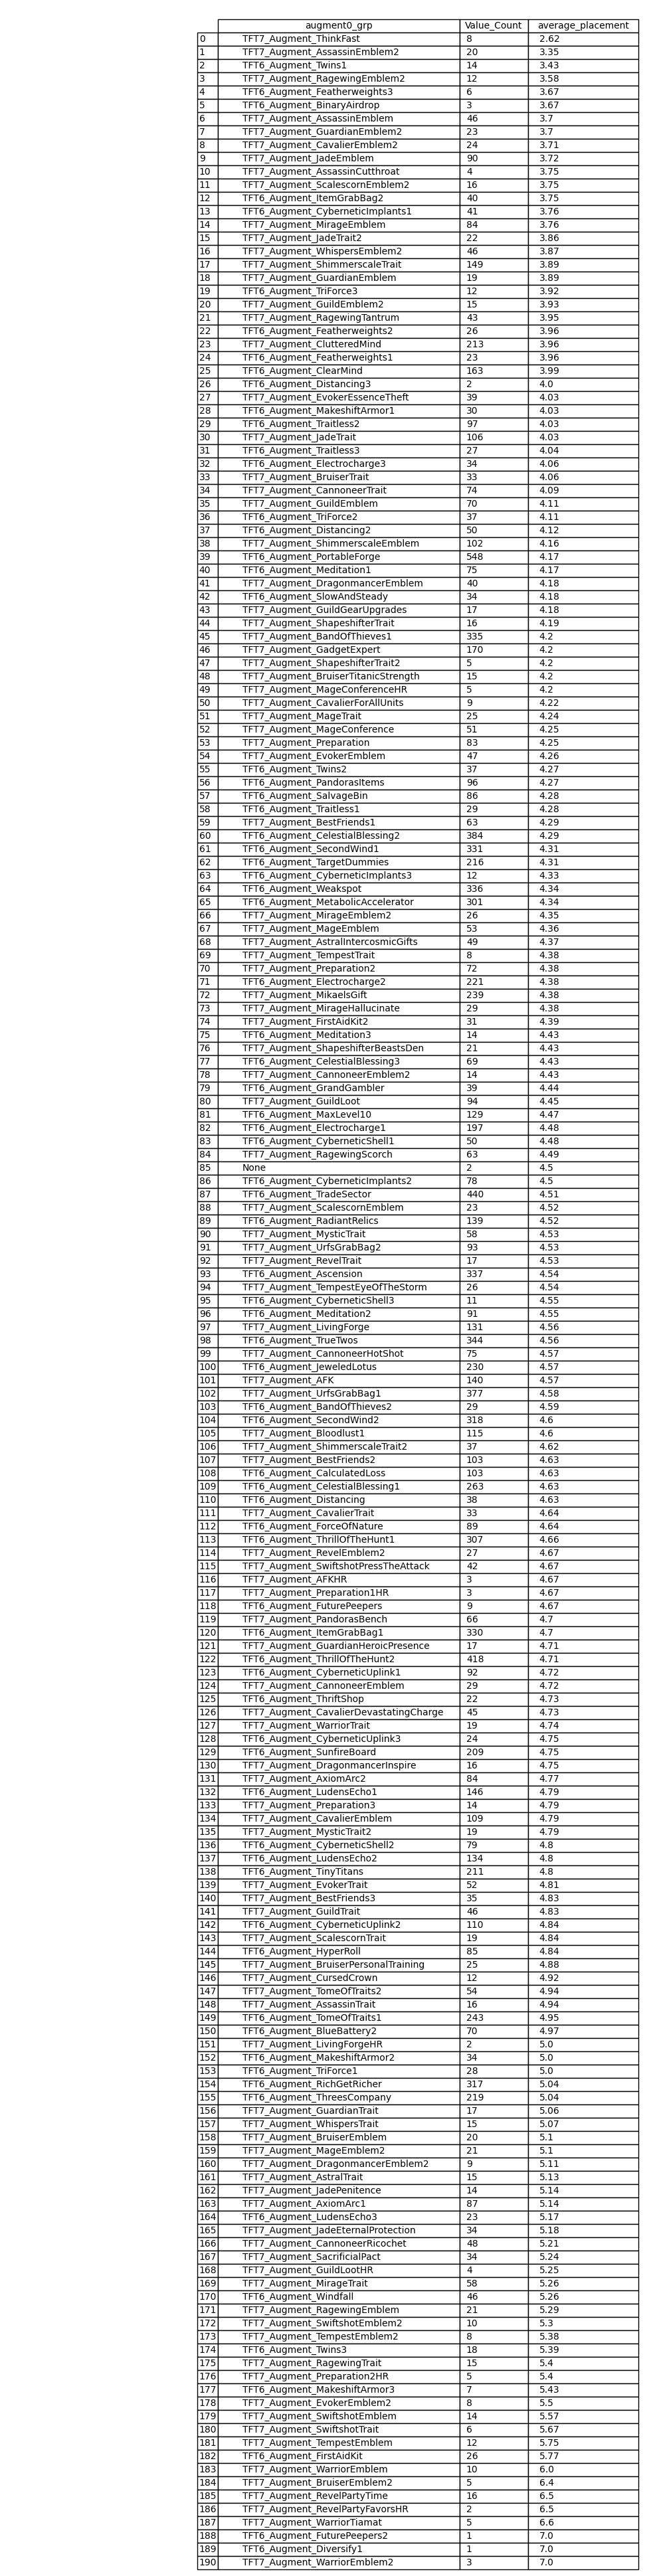 augment0_grp Value_Count average_placement
0 TFT7_Augment_ThinkFast 8 2.62
1 TFT7_Augment_AssassinEmblem2 20 3.35
2 TFT6_Augment_Twins1 14 3.43
3 TFT7_Augment_RagewingEmblem2 12 3.58
4 TFT6_Augment_Featherweights3 6 3.67
5 TFT6_Augment_BinaryAirdrop 3 3.67
6 TFT7_Augment_AssassinEmblem 46 3.7
7 TFT7_Augment_GuardianEmblem2 23 3.7
8 TFT7_Augment_CavalierEmblem2 24 3.71
9 TFT7_Augment_JadeEmblem 90 3.72
10 TFT7_Augment_AssassinCutthroat 4 3.75
11 TFT7_Augment_ScalescornEmblem2 16 3.75
12 TFT6_Augment_ItemGrabBag2 40 3.75
13 TFT6_Augment_CyberneticImplants1 41 3.76
14 TFT7_Augment_MirageEmblem 84 3.76
15 TFT7_Augment_JadeTrait2 22 3.86
16 TFT7_Augment_WhispersEmblem2 46 3.87
17 TFT7_Augment_ShimmerscaleTrait 149 3.89
18 TFT7_Augment_GuardianEmblem 19 3.89
19 TFT6_Augment_TriForce3 12 3.92
20 TFT7_Augment_GuildEmblem2 15 3.93
21 TFT7_Augment_RagewingTantrum 43 3.95
22 TFT6_Augment_Featherweights2 26 3.96
23 TFT7_Augment_ClutteredMind 213 3.96
24 TFT6_Augment_Featherweights1 23 3.96
25 TFT6_Augment_ClearMind 163 3.99
26 TFT6_Augment_Distancing3 2 4.0
27 TFT7_Augment_EvokerEssenceTheft 39 4.03
28 TFT6_Augment_MakeshiftArmor1 30 4.03
29 TFT6_Augment_Traitless2 97 4.03
30 TFT7_Augment_JadeTrait 106 4.03
31 TFT6_Augment_Traitless3 27 4.04
32 TFT6_Augment_Electrocharge3 34 4.06
33 TFT7_Augment_BruiserTrait 33 4.06
34 TFT7_Augment_CannoneerTrait 74 4.09
35 TFT7_Augment_GuildEmblem 70 4.11
36 TFT6_Augment_TriForce2 37 4.11
37 TFT6_Augment_Distancing2 50 4.12
38 TFT7_Augment_ShimmerscaleEmblem 102 4.16
39 TFT6_Augment_PortableForge 548 4.17
40 TFT6_Augment_Meditation1 75 4.17
41 TFT7_Augment_DragonmancerEmblem 40 4.18
42 TFT6_Augment_SlowAndSteady 34 4.18
43 TFT7_Augment_GuildGearUpgrades 17 4.18
44 TFT7_Augment_ShapeshifterTrait 16 4.19
45 TFT7_Augment_BandOfThieves1 335 4.2
46 TFT7_Augment_GadgetExpert 170 4.2
47 TFT7_Augment_ShapeshifterTrait2 5 4.2
48 TFT7_Augment_BruiserTitanicStrength 15 4.2
49 TFT7_Augment_MageConferenceHR 5 4.2
50 TFT7_Augment_CavalierForAllUnits 9 4.22
51 TFT7_Augment_MageTrait 25 4.24
52 TFT7_Augment_MageConference 51 4.25
53 TFT7_Augment_Preparation 83 4.25
54 TFT7_Augment_EvokerEmblem 47 4.26
55 TFT6_Augment_Twins2 37 4.27
56 TFT6_Augment_PandorasItems 96 4.27
57 TFT6_Augment_SalvageBin 86 4.28
58 TFT6_Augment_Traitless1 29 4.28
59 TFT7_Augment_BestFriends1 63 4.29
60 TFT6_Augment_CelestialBlessing2 384 4.29
61 TFT6_Augment_SecondWind1 331 4.31
62 TFT6_Augment_TargetDummies 216 4.31
63 TFT6_Augment_CyberneticImplants3 12 4.33
64 TFT6_Augment_Weakspot 336 4.34
65 TFT6_Augment_MetabolicAccelerator 301 4.34
66 TFT7_Augment_MirageEmblem2 26 4.35
67 TFT7_Augment_MageEmblem 53 4.36
68 TFT7_Augment_AstralIntercosmicGifts 49 4.37
69 TFT7_Augment_TempestTrait 8 4.38
70 TFT7_Augment_Preparation2 72 4.38
71 TFT6_Augment_Electrocharge2 221 4.38
72 TFT7_Augment_MikaelsGift 239 4.38
73 TFT7_Augment_MirageHallucinate 29 4.38
74 TFT7_Augment_FirstAidKit2 31 4.39
75 TFT6_Augment_Meditation3 14 4.43
76 TFT7_Augment_ShapeshifterBeastsDen 21 4.43
77 TFT6_Augment_CelestialBlessing3 69 4.43
78 TFT7_Augment_CannoneerEmblem2 14 4.43
79 TFT6_Augment_GrandGambler 39 4.44
80 TFT7_Augment_GuildLoot 94 4.45
81 TFT6_Augment_MaxLevel10 129 4.47
82 TFT6_Augment_Electrocharge1 197 4.48
83 TFT6_Augment_CyberneticShell1 50 4.48
84 TFT7_Augment_RagewingScorch 63 4.49
85 None 2 4.5
86 TFT6_Augment_CyberneticImplants2 78 4.5
87 TFT6_Augment_TradeSector 440 4.51
88 TFT7_Augment_ScalescornEmblem 23 4.52
89 TFT6_Augment_RadiantRelics 139 4.52
90 TFT7_Augment_MysticTrait 58 4.53
91 TFT7_Augment_UrfsGrabBag2 93 4.53
92 TFT7_Augment_RevelTrait 17 4.53
93 TFT6_Augment_Ascension 337 4.54
94 TFT7_Augment_TempestEyeOfTheStorm 26 4.54
95 TFT6_Augment_CyberneticShell3 11 4.55
96 TFT6_Augment_Meditation2 91 4.55
97 TFT7_Augment_LivingForge 131 4.56
98 TFT6_Augment_TrueTwos 344 4.56
99 TFT7_Augment_CannoneerHotShot 75 4.57
100 TFT6_Augment_JeweledLotus 230 4.57
101 TFT7_Augment_AFK 140 4.57
102 TFT7_Augment_UrfsGrabBag1 377 4.58
103 TFT6_Augment_BandOfThieves2 29 4.59
104 TFT6_Augment_SecondWind2 318 4.6
105 TFT7_Augment_Bloodlust1 115 4.6
106 TFT7_Augment_ShimmerscaleTrait2 37 4.62
107 TFT7_Augment_BestFriends2 103 4.63
108 TFT6_Augment_CalculatedLoss 103 4.63
109 TFT6_Augment_CelestialBlessing1 263 4.63
110 TFT6_Augment_Distancing 38 4.63
111 TFT7_Augment_CavalierTrait 33 4.64
112 TFT6_Augment_ForceOfNature 89 4.64
113 TFT6_Augment_ThrillOfTheHunt1 307 4.66
114 TFT7_Augment_RevelEmblem2 27 4.67
115 TFT7_Augment_SwiftshotPressTheAttack 42 4.67
116 TFT7_Augment_AFKHR 3 4.67
117 TFT7_Augment_Preparation1HR 3 4.67
118 TFT6_Augment_FuturePeepers 9 4.67
119 TFT7_Augment_PandorasBench 66 4.7
120 TFT6_Augment_ItemGrabBag1 330 4.7
121 TFT7_Augment_GuardianHeroicPresence 17 4.71
122 TFT6_Augment_ThrillOfTheHunt2 418 4.71
123 TFT6_Augment_CyberneticUplink1 92 4.72
124 TFT7_Augment_CannoneerEmblem 29 4.72
125 TFT6_Augment_ThriftShop 22 4.73
126 TFT7_Augment_CavalierDevastatingCharge 45 4.73
127 TFT7_Augment_WarriorTrait 19 4.74
128 TFT6_Augment_CyberneticUplink3 24 4.75
129 TFT6_Augment_SunfireBoard 209 4.75
130 TFT7_Augment_DragonmancerInspire 16 4.75
131 TFT7_Augment_AxiomArc2 84 4.77
132 TFT6_Augment_LudensEcho1 146 4.79
133 TFT7_Augment_Preparation3 14 4.79
134 TFT7_Augment_CavalierEmblem 109 4.79
135 TFT7_Augment_MysticTrait2 19 4.79
136 TFT6_Augment_CyberneticShell2 79 4.8
137 TFT6_Augment_LudensEcho2 134 4.8
138 TFT6_Augment_TinyTitans 211 4.8
139 TFT7_Augment_EvokerTrait 52 4.81
140 TFT7_Augment_BestFriends3 35 4.83
141 TFT7_Augment_GuildTrait 46 4.83
142 TFT6_Augment_CyberneticUplink2 110 4.84
143 TFT7_Augment_ScalescornTrait 19 4.84
144 TFT6_Augment_HyperRoll 85 4.84
145 TFT7_Augment_BruiserPersonalTraining 25 4.88
146 TFT7_Augment_CursedCrown 12 4.92
147 TFT6_Augment_TomeOfTraits2 54 4.94
148 TFT7_Augment_AssassinTrait 16 4.94
149 TFT6_Augment_TomeOfTraits1 243 4.95
150 TFT6_Augment_BlueBattery2 70 4.97
151 TFT7_Augment_LivingForgeHR 2 5.0
152 TFT6_Augment_MakeshiftArmor2 34 5.0
153 TFT6_Augment_TriForce1 28 5.0
154 TFT6_Augment_RichGetRicher 317 5.04
155 TFT6_Augment_ThreesCompany 219 5.04
156 TFT7_Augment_GuardianTrait 17 5.06
157 TFT7_Augment_WhispersTrait 15 5.07
158 TFT7_Augment_BruiserEmblem 20 5.1
159 TFT7_Augment_MageEmblem2 21 5.1
160 TFT7_Augment_DragonmancerEmblem2 9 5.11
161 TFT7_Augment_AstralTrait 15 5.13
162 TFT7_Augment_JadePenitence 14 5.14
163 TFT7_Augment_AxiomArc1 87 5.14
164 TFT6_Augment_LudensEcho3 23 5.17
165 TFT7_Augment_JadeEternalProtection 34 5.18
166 TFT7_Augment_CannoneerRicochet 48 5.21
167 TFT7_Augment_SacrificialPact 34 5.24
168 TFT7_Augment_GuildLootHR 4 5.25
169 TFT7_Augment_MirageTrait 58 5.26
170 TFT6_Augment_Windfall 46 5.26
171 TFT7_Augment_RagewingEmblem 21 5.29
172 TFT7_Augment_SwiftshotEmblem2 10 5.3
173 TFT7_Augment_TempestEmblem2 8 5.38
174 TFT6_Augment_Twins3 18 5.39
175 TFT7_Augment_RagewingTrait 15 5.4
176 TFT7_Augment_Preparation2HR 5 5.4
177 TFT6_Augment_MakeshiftArmor3 7 5.43
178 TFT7_Augment_EvokerEmblem2 8 5.5
179 TFT7_Augment_SwiftshotEmblem 14 5.57
180 TFT7_Augment_SwiftshotTrait 6 5.67
181 TFT7_Augment_TempestEmblem 12 5.75
182 TFT6_Augment_FirstAidKit 26 5.77
183 TFT7_Augment_WarriorEmblem 10 6.0
184 TFT7_Augment_BruiserEmblem2 5 6.4
185 TFT7_Augment_RevelPartyTime 16 6.5
186 TFT7_Augment_RevelPartyFavorsHR 2 6.5
187 TFT7_Augment_WarriorTiamat 5 6.6
188 TFT6_Augment_FuturePeepers2 1 7.0
189 TFT6_Augment_Diversify1 1 7.0
190 TFT7_Augment_WarriorEmblem2 3 7.0